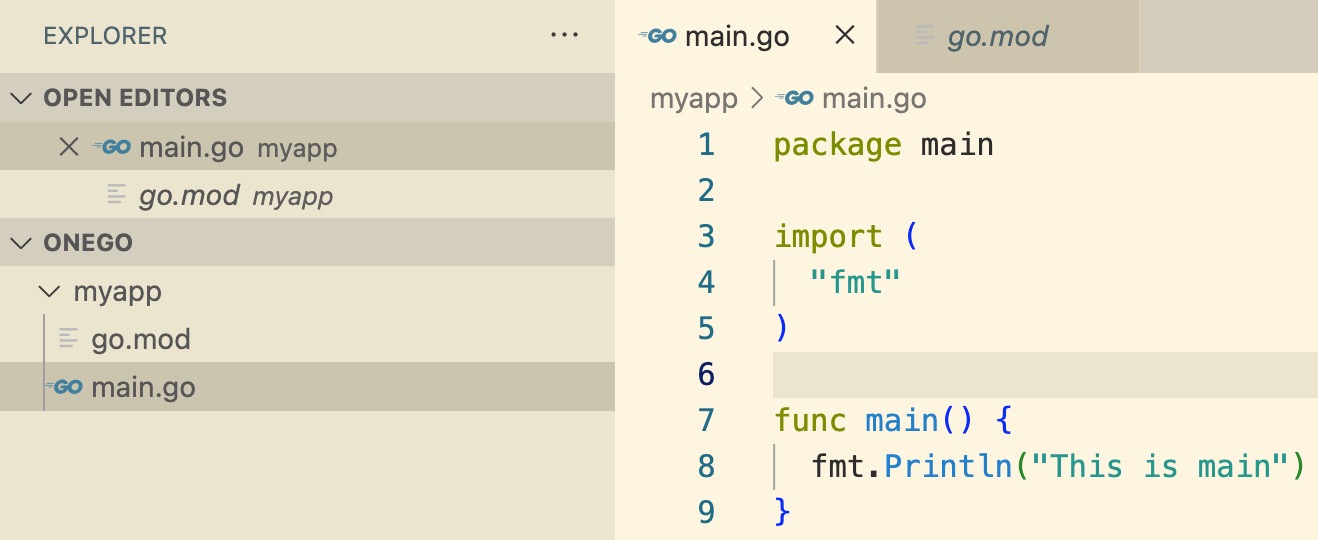 EXPLORER ...
OPEN EDITORS
GO main.go myapp
go.mod myapp
ONEGO
myapp
go.mod
GO main.go
GO main.go go.mod
myapp > GO main.go
1 package main
2
3 import (
4 "fmt"
5 )
6
7 func main() {
8 fmt.Println("This is main")
9 }